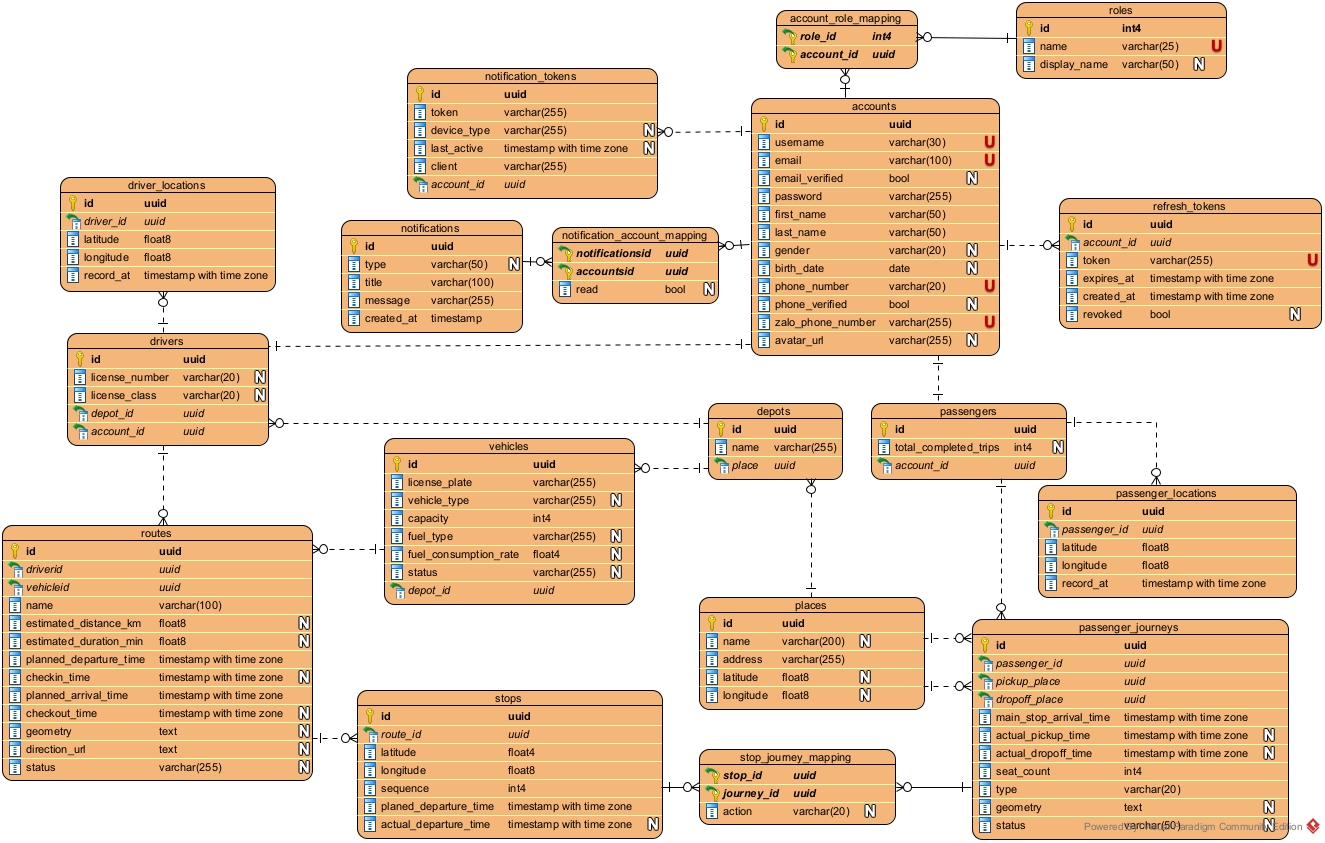 account_role_mapping
role_id int4
account_id uuid
roles
id int4
name varchar(25) U
display_name varchar(50) N
notification_tokens
id uuid
token varchar(255)
device_type varchar(255) N
last_active timestamp with time zone N
client varchar(255)
account_id uuid
accounts
id uuid
username varchar(30) U
email varchar(100) U
email_verified bool N
password varchar(255)
first_name varchar(50)
last_name varchar(50)
gender varchar(20) N
birth_date date N
phone_number varchar(20) U
phone_verified bool N
zalo_phone_number varchar(255) U
avatar_url varchar(255) N
driver_locations
id uuid
driver_id uuid
latitude float8
longitude float8
record_at timestamp with time zone
notifications
id uuid
type varchar(50) N
title varchar(100)
message varchar(255)
created_at timestamp
notification_account_mapping
notificationsid uuid
accountsid uuid
read bool N
refresh_tokens
id uuid
account_id uuid
token varchar(255) U
expires_at timestamp with time zone
created_at timestamp with time zone
revoked bool N
drivers
id uuid
license_number varchar(20) N
license_class varchar(20) N
depot_id uuid
account_id uuid
depots
id uuid
name varchar(255)
place uuid
passengers
id uuid
total_completed_trips int4 N
account_id uuid
vehicles
id uuid
license_plate varchar(255)
vehicle_type varchar(255) N
capacity int4
fuel_type varchar(255) N
fuel_consumption_rate float4 N
status varchar(255) N
depot_id uuid
passenger_locations
id uuid
passenger_id uuid
latitude float8
longitude float8
record_at timestamp with time zone
routes
id uuid
driverid uuid
vehicleid uuid
name varchar(100)
estimated_distance_km float8 N
estimated_duration_min float8 N
planned_departure_time timestamp with time zone
checkin_time timestamp with time zone N
planned_arrival_time timestamp with time zone
checkout_time timestamp with time zone N
geometry text N
direction_url text N
status varchar(255) N
places
id uuid
name varchar(200) N
address varchar(255)
latitude float8 N
longitude float8 N
passenger_journeys
id uuid
passenger_id uuid
pickup_place uuid
dropoff_place uuid
main_stop_arrival_time timestamp with time zone
actual_pickup_time timestamp with time zone N
actual_dropoff_time timestamp with time zone N
seat_count int4
type varchar(20)
geometry text N
status varchar(50) N
stops
id uuid
route_id uuid
latitude float4
longitude float8
sequence int4
planed_departure_time timestamp with time zone
actual_departure_time timestamp with time zone N
stop_journey_mapping
stop_id uuid
journey_id uuid
action varchar(20) N
Powered By Visual Paradigm Community Edition